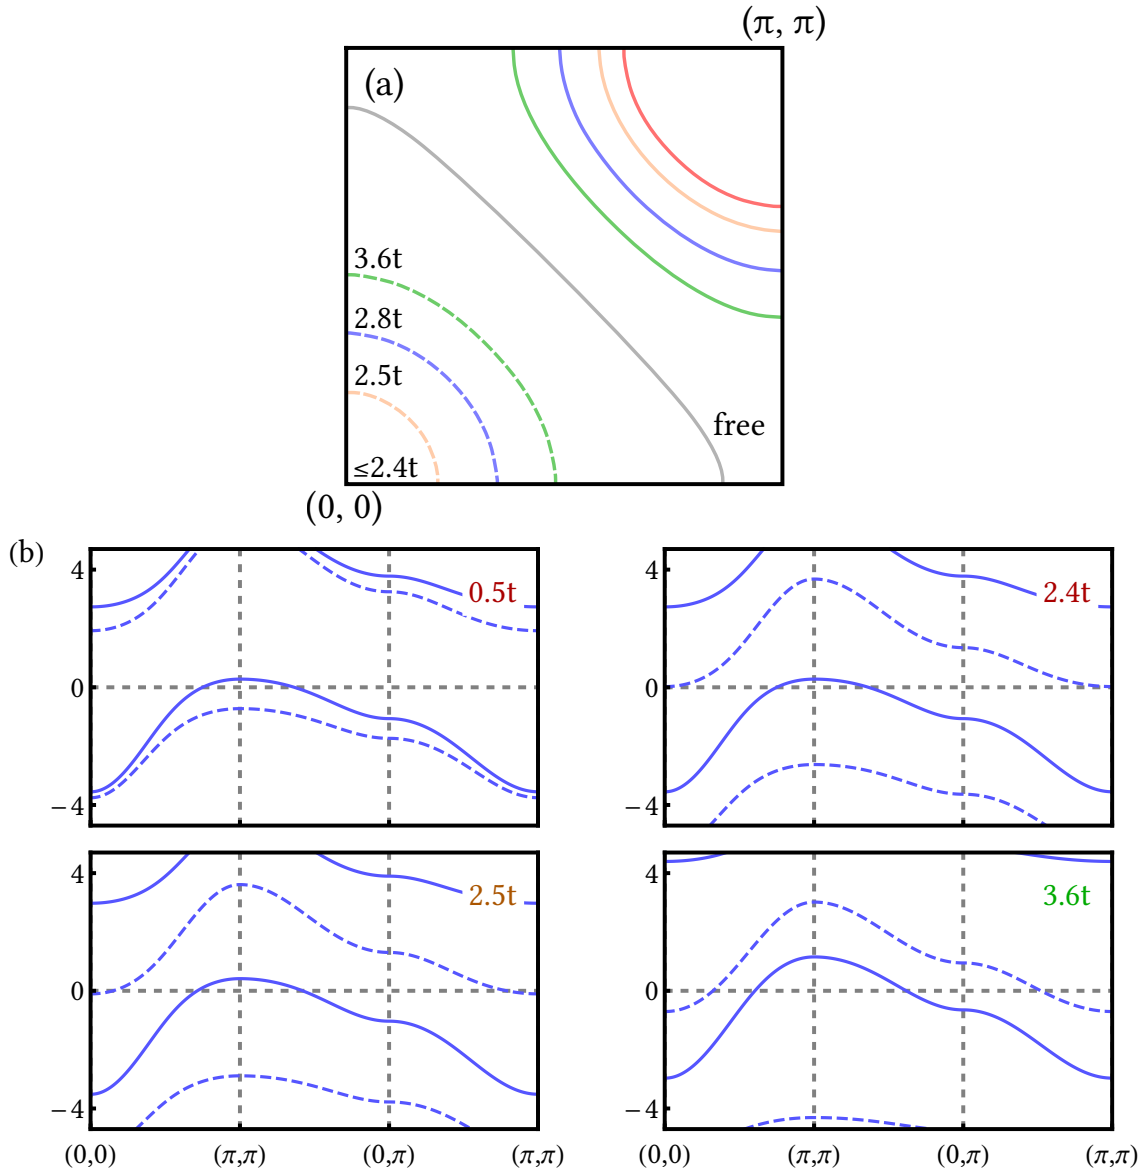 (π, π)
(a)
3.6t
2.8t
2.5t
≤2.4t
free
(0, 0)
(b)
4
0
−4
0.5t
2.4t
4
0
−4
4
0
−4
2.5t
3.6t
4
0
−4
(0,0)
(π,π)
(0,π)
(π,π)
(0,0)
(π,π)
(0,π)
(π,π)